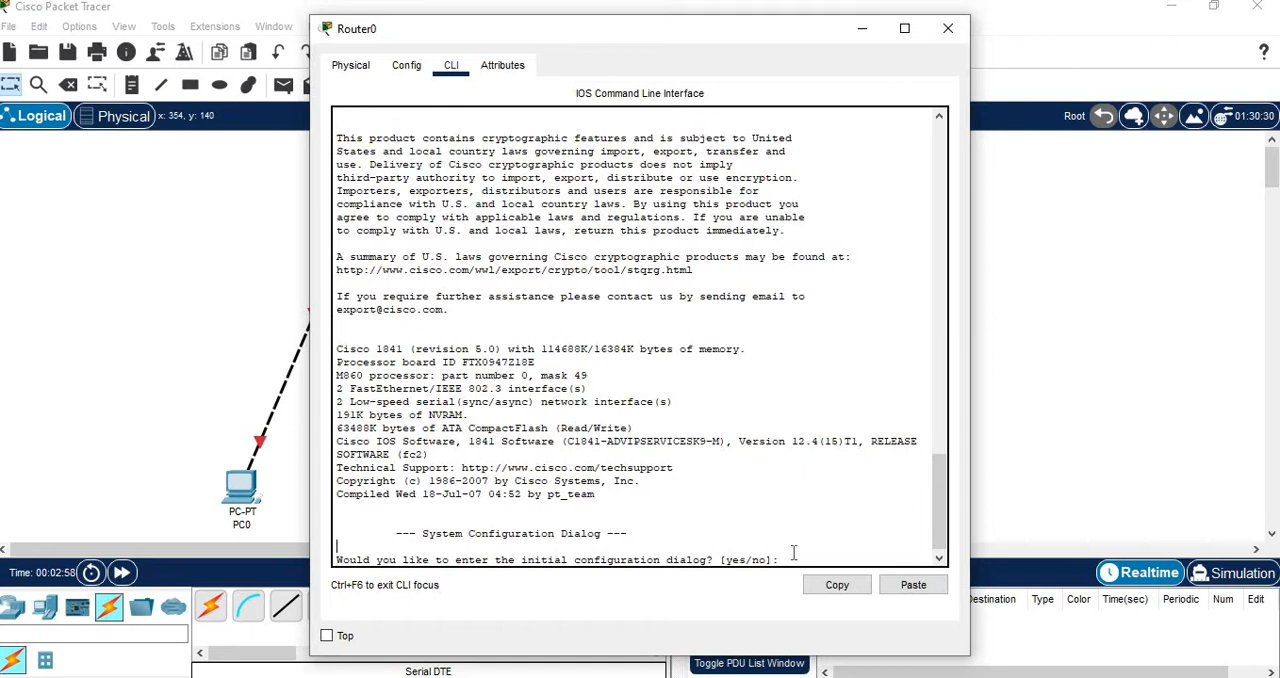 Cisco Packet Tracer
File Edit Options View Tools Extensions Window
Router0
Physical Config CLI Attributes
IOS Command Line Interface
Logical Physical x: 354, y: 140
Root 01:30:30
This product contains cryptographic features and is subject to United
States and local country laws governing import, export, transfer and
use. Delivery of Cisco cryptographic products does not imply
third-party authority to import, export, distribute or use encryption.
Importers, exporters, distributors and users are responsible for
compliance with U.S. and local country laws. By using this product you
agree to comply with applicable laws and regulations. If you are unable
to comply with U.S. and local laws, return this product immediately.
A summary of U.S. laws governing Cisco cryptographic products may be found at:
http://www.cisco.com/wwl/export/crypto/tool/stqrg.html
If you require further assistance please contact us by sending email to
export@cisco.com.
Cisco 1841 (revision 5.0) with 114688K/16384K bytes of memory.
Processor board ID FTX0947Z18E
M860 processor: part number 0, mask 49
2 FastEthernet/IEEE 802.3 interface(s)
2 Low-speed serial(sync/async) network interface(s)
191K bytes of NVRAM.
63488K bytes of ATA CompactFlash (Read/Write)
Cisco IOS Software, 1841 Software (C1841-ADVIPSERVICESK9-M), Version 12.4(15)T1, RELEASE
SOFTWARE (fc2)
Technical Support: http://www.cisco.com/techsupport
Copyright (c) 1986-2007 by Cisco Systems, Inc.
Compiled Wed 18-Jul-07 04:52 by pt_team
--- System Configuration Dialog ---
Would you like to enter the initial configuration dialog? [yes/no]:
PC-PT
PC0
Ctrl+F6 to exit CLI focus
Copy Paste
Top
Time: 00:02:58
Realtime Simulation
Destination Type Color Time(sec) Periodic Num Edit
Serial DTE
Toggle PDU List Window